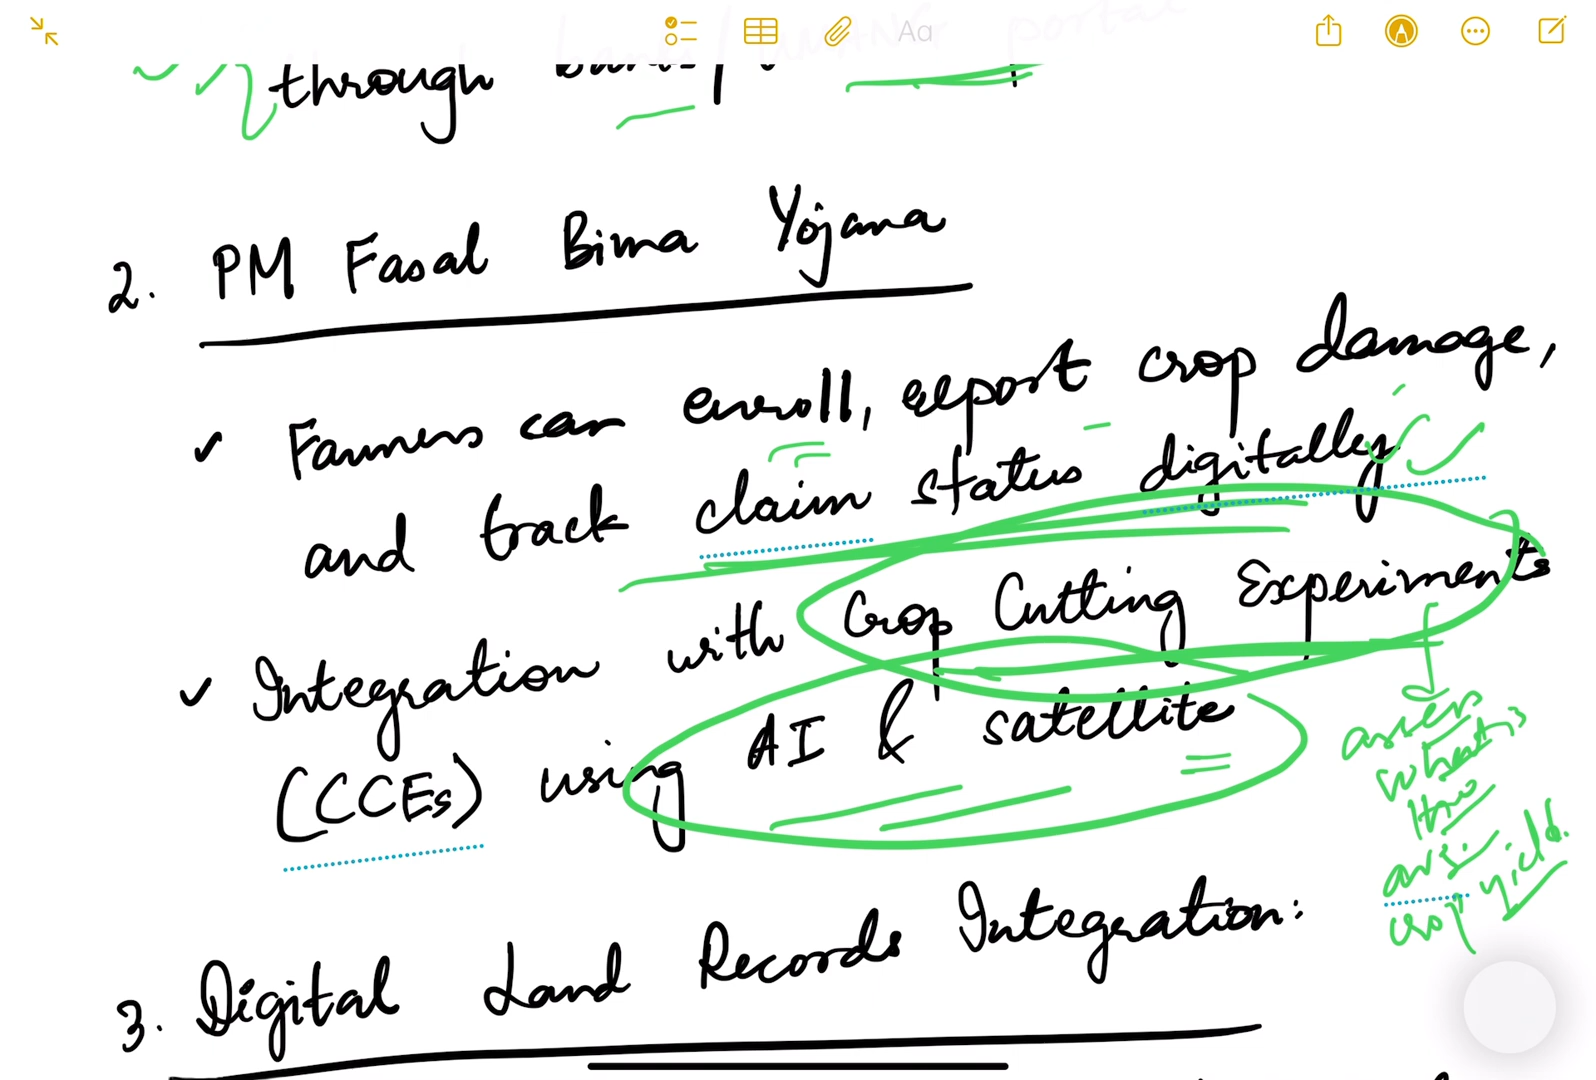 Aa
through
2. PM Fasal Bima Yojana
✓ Farmers can enroll, report crop damage,
and track claim status digitally
✓ Integration with Crop Cutting Experiments
(CCEs) using AI & satellite
assess
what is
the
avg.
crop yield.
3. Digital Land Records Integration: